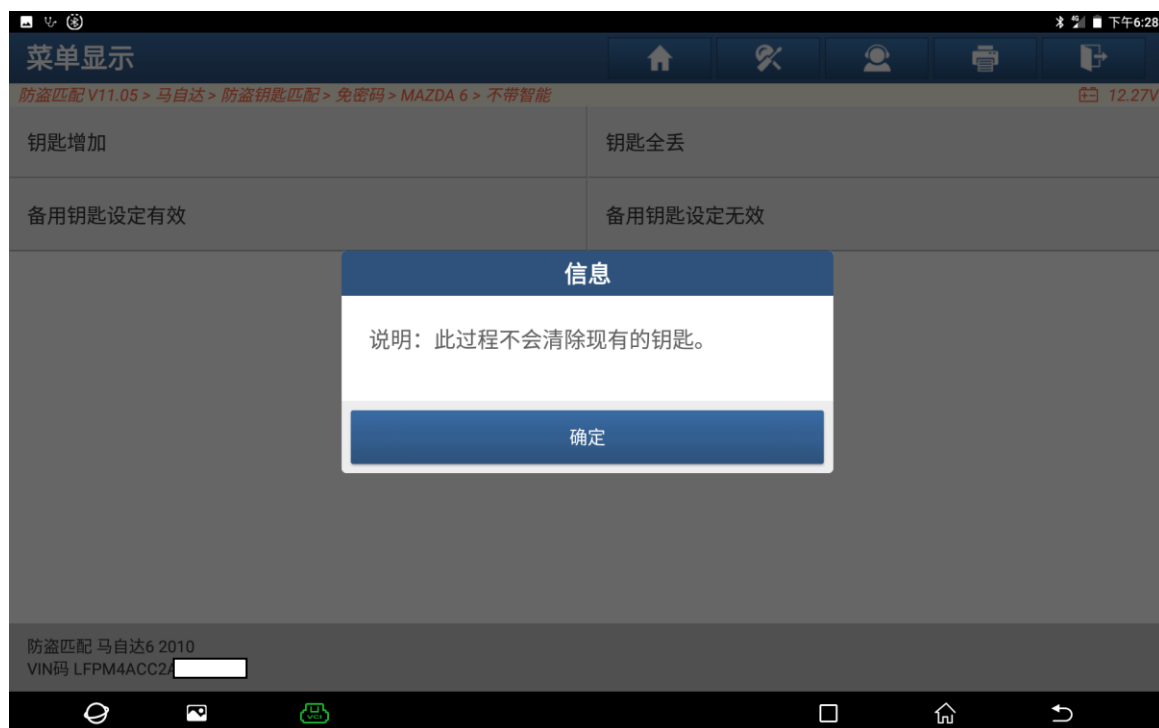 下午6:28
菜单显示
防盗匹配 V11.05 > 马自达 > 防盗钥匙匹配 > 免密码 > MAZDA 6 > 不带智能
12.27V
钥匙增加
钥匙全丢
备用钥匙设定有效
备用钥匙设定无效
信息
说明：此过程不会清除现有的钥匙。
确定
防盗匹配 马自达6 2010
VIN码 LFPM4ACC2
VCI